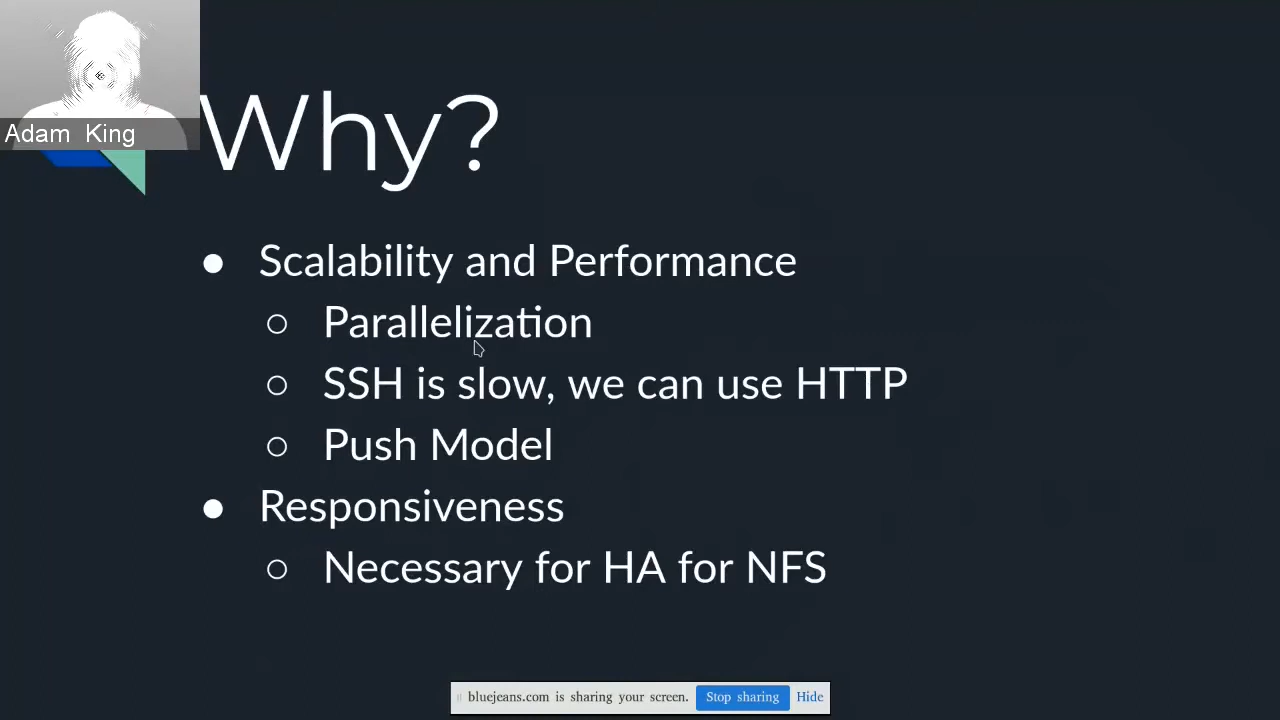 Adam King
Why?
● Scalability and Performance
○ Parallelization
○ SSH is slow, we can use HTTP
○ Push Model
● Responsiveness
○ Necessary for HA for NFS
bluejeans.com is sharing your screen. Stop sharing Hide